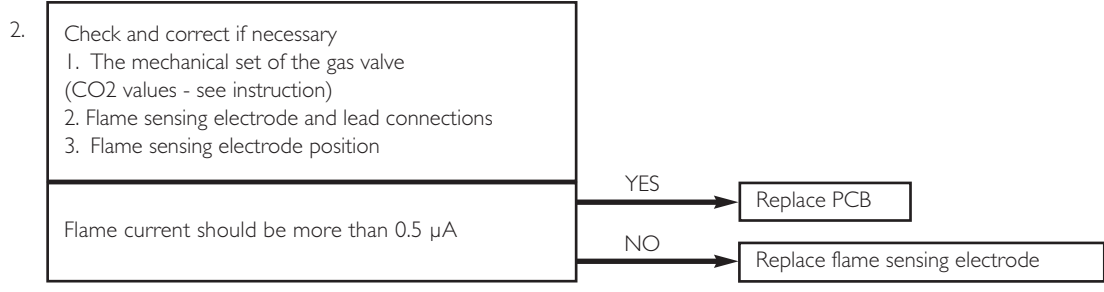 2.
Check and correct if necessary
1. The mechanical set of the gas valve
(CO2 values - see instruction)
2. Flame sensing electrode and lead connections
3. Flame sensing electrode position
Flame current should be more than 0.5 µA
YES
Replace PCB
NO
Replace flame sensing electrode